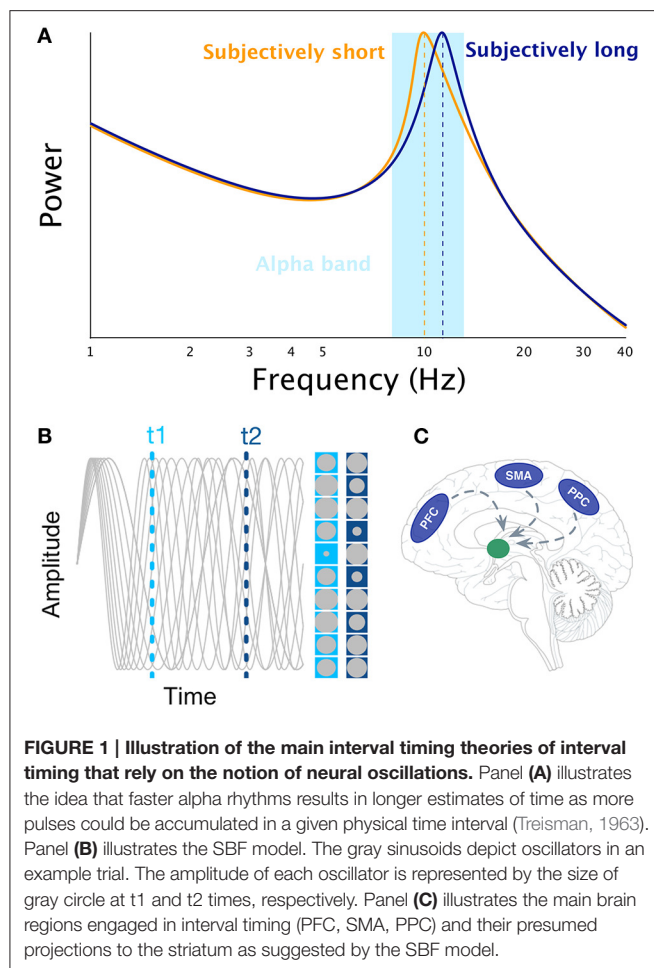 A
Subjectively short
Subjectively long
Power
Alpha band
1 2 3 4 5 10 20 30 40
Frequency (Hz)
B
t1 t2
Amplitude
Time
C
PFC
SMA
PPC
FIGURE 1 | Illustration of the main interval timing theories of interval
timing that rely on the notion of neural oscillations. Panel (A) illustrates
the idea that faster alpha rhythms results in longer estimates of time as more
pulses could be accumulated in a given physical time interval (Treisman, 1963).
Panel (B) illustrates the SBF model. The gray sinusoids depict oscillators in an
example trial. The amplitude of each oscillator is represented by the size of
gray circle at t1 and t2 times, respectively. Panel (C) illustrates the main brain
regions engaged in interval timing (PFC, SMA, PPC) and their presumed
projections to the striatum as suggested by the SBF model.